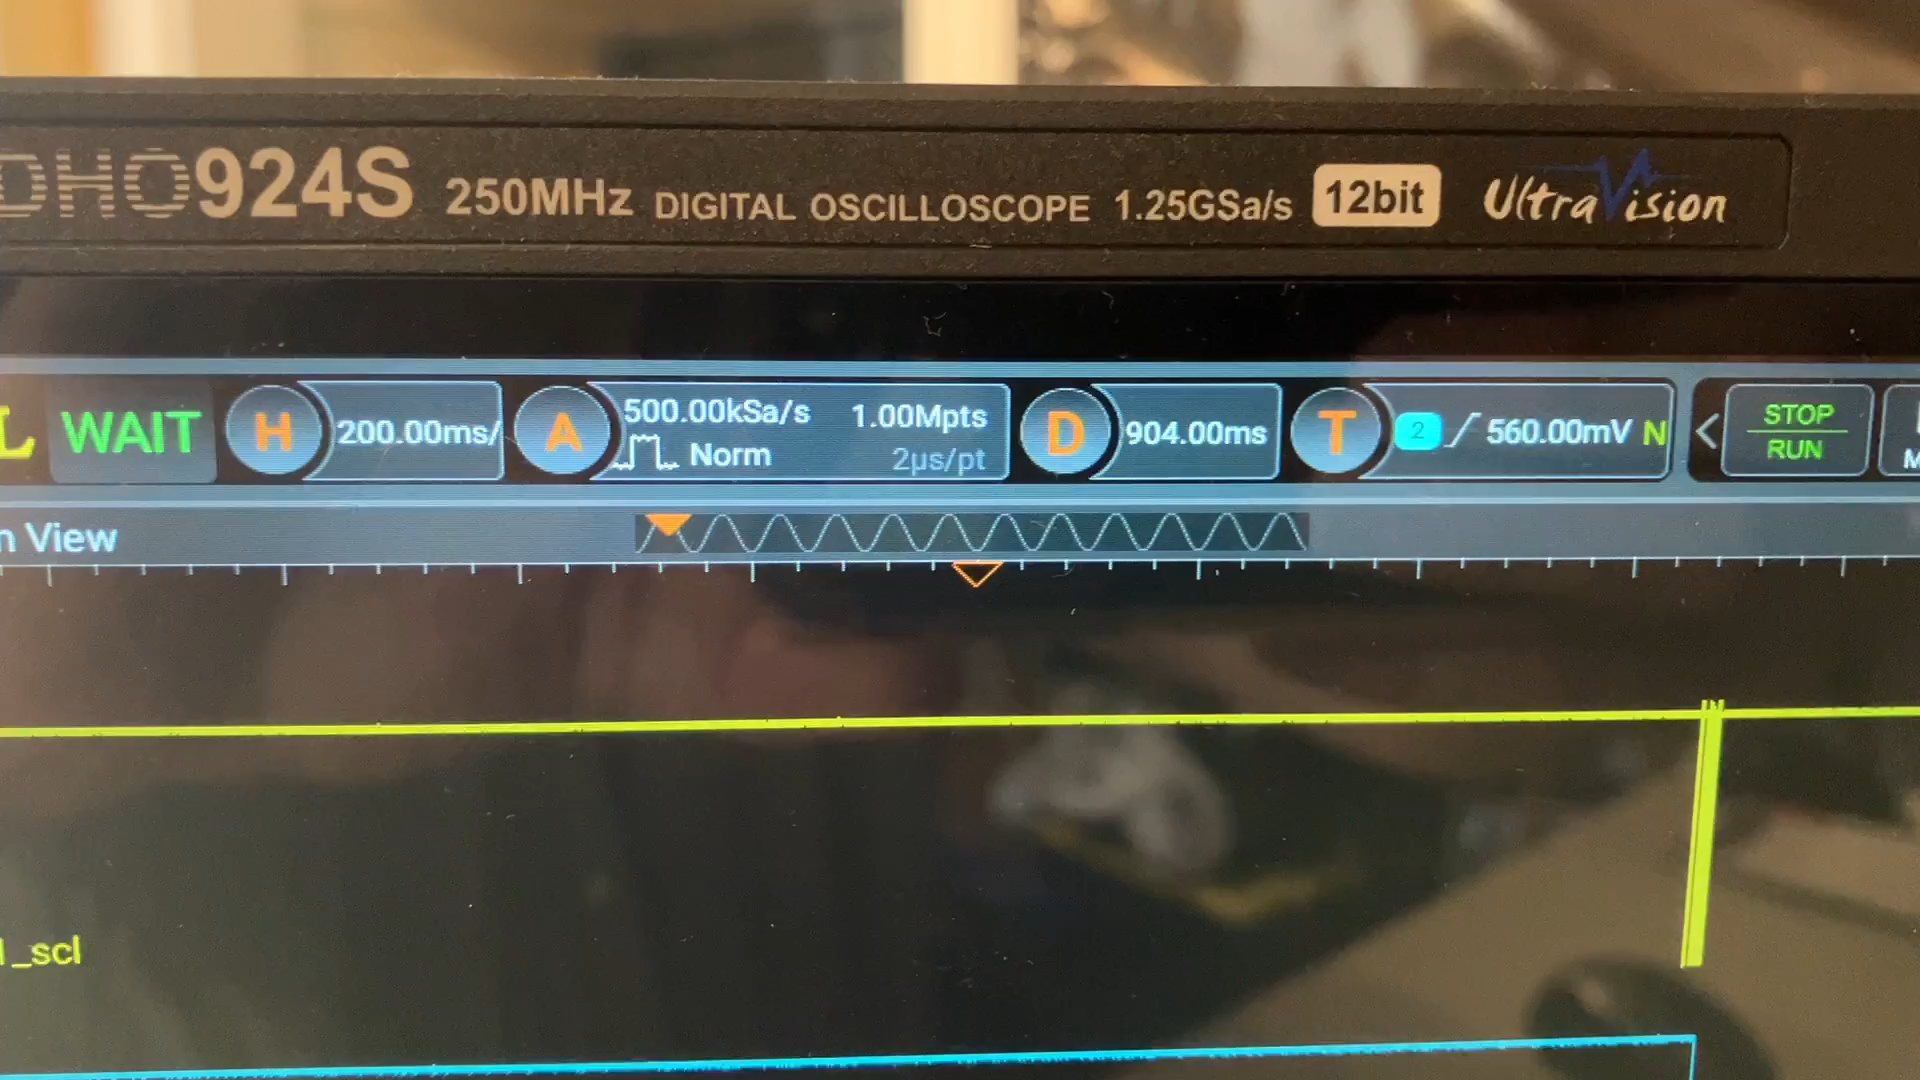 DHO924S 250MHz DIGITAL OSCILLOSCOPE 1.25GSa/s 12bit UltraVision
L WAIT H 200.00ms/ A 500.00kSa/s 1.00Mpts D 904.00ms T 2 560.00mV N < STOP
Norm 2µs/pt RUN
View
_scl